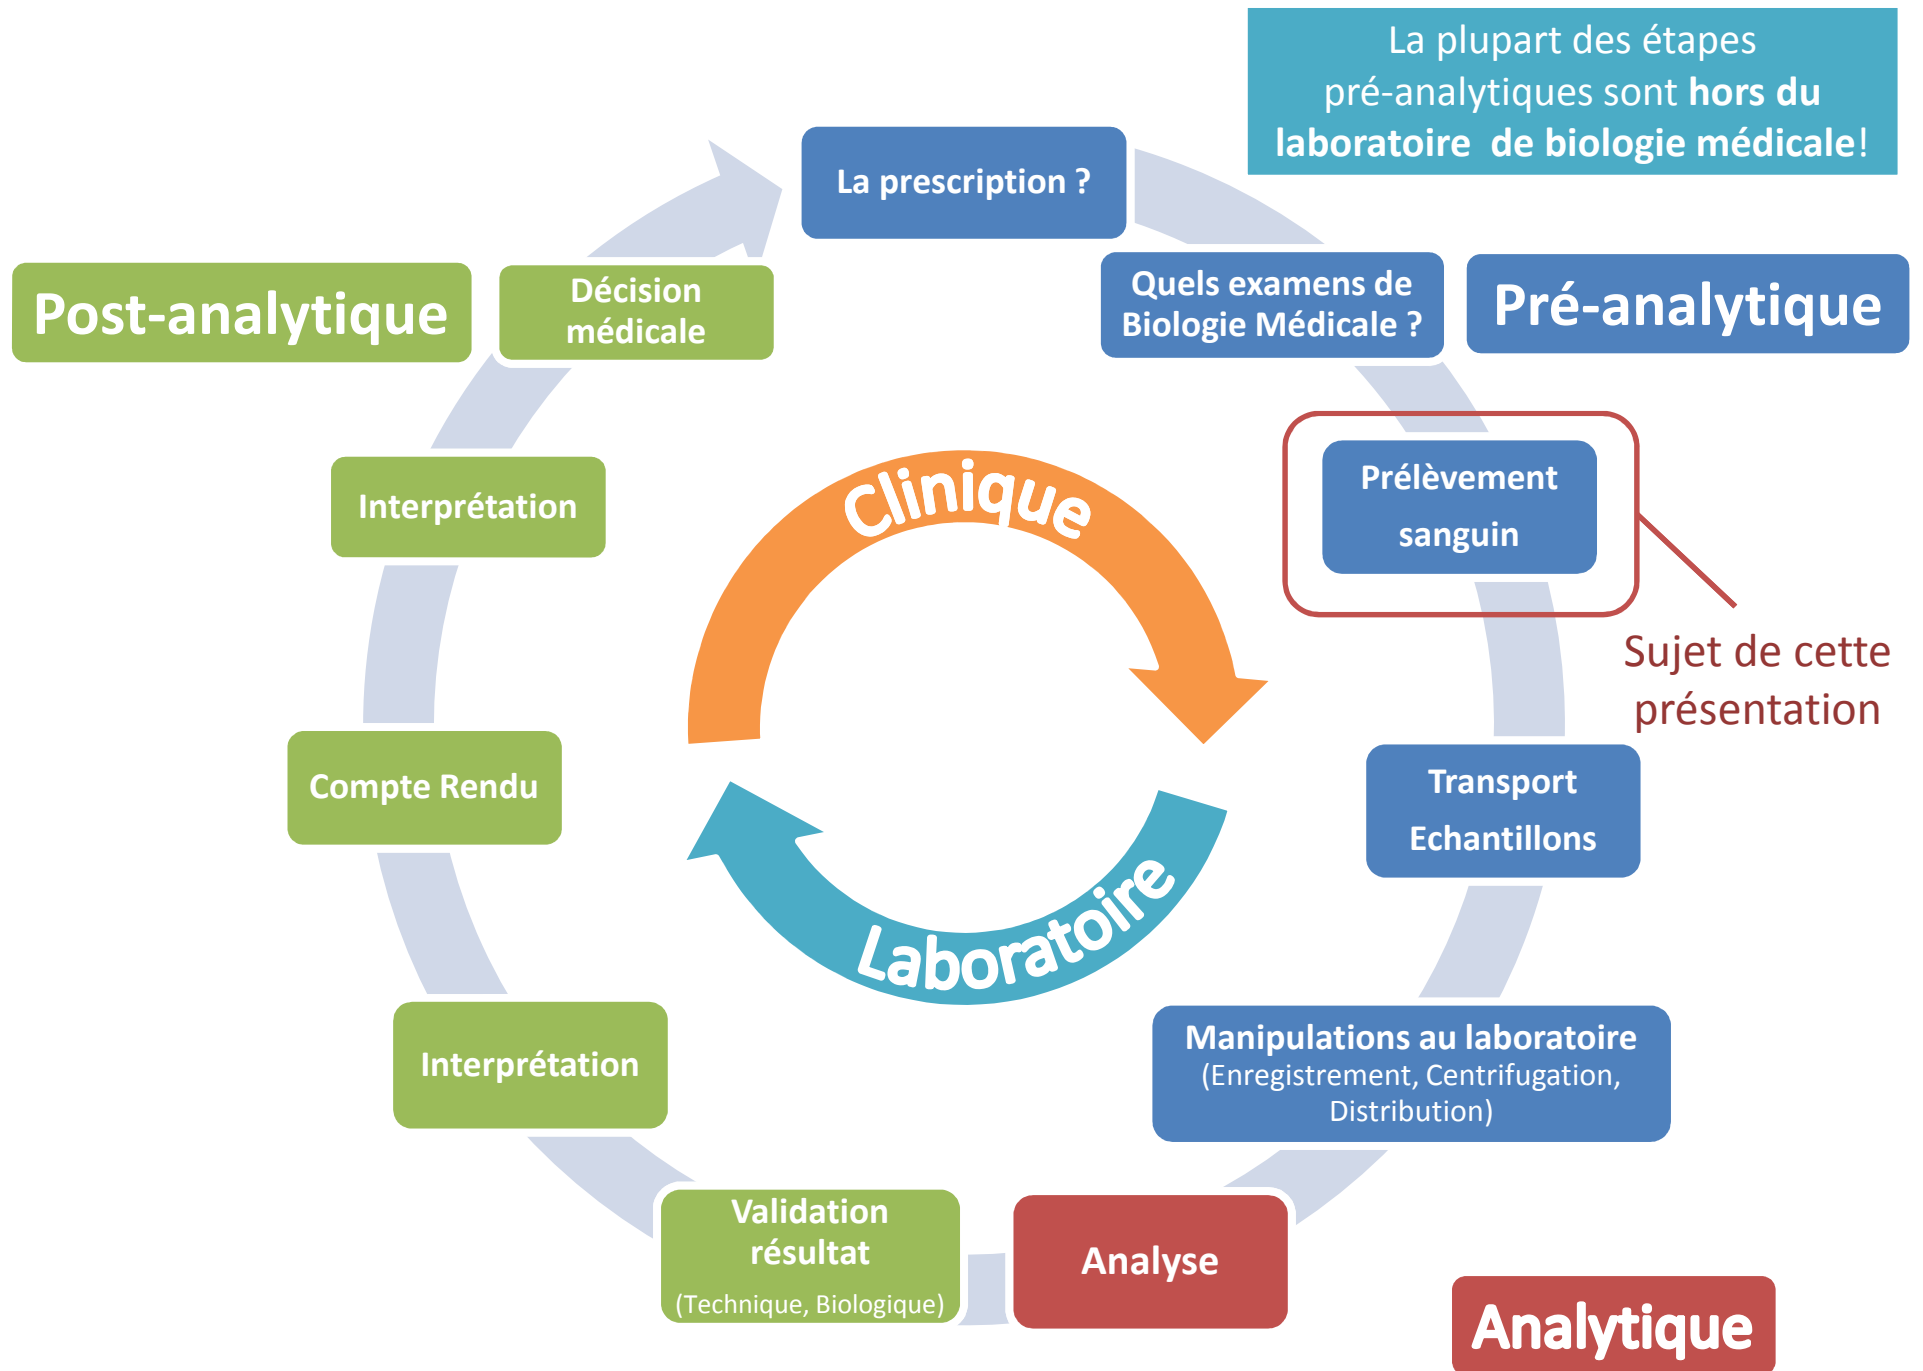 La plupart des étapes
pré-analytiques sont hors du
laboratoire de biologie médicale!
La prescription ?
Quels examens de
Biologie Médicale ?
Pré-analytique
Post-analytique
Décision
médicale
Prélèvement
sanguin
Sujet de cette
présentation
Interprétation
Clinique
Transport
Echantillons
Compte Rendu
Laboratoire
Manipulations au laboratoire
(Enregistrement, Centrifugation,
Distribution)
Interprétation
Validation
résultat
(Technique, Biologique)
Analyse
Analytique